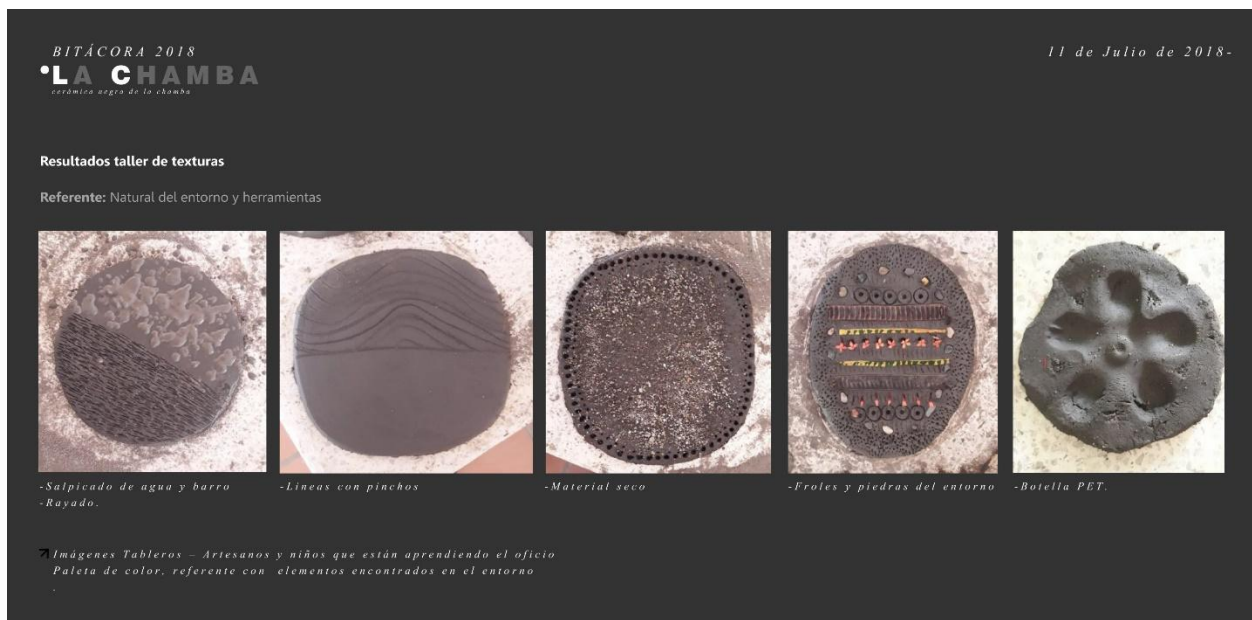 BITÁCORA 2018
11 de Julio de 2018-
LA CHAMBA
cerámica negra de la chamba
Resultados taller de texturas
Referente: Natural del entorno y herramientas
-Salpicado de agua y barro
-Rayado.
-Lineas con pinchos
-Material seco
-Froles y piedras del entorno
-Botella PET.
Imágenes Tableros – Artesanos y niños que están aprendiendo el oficio
Paleta de color, referente con elementos encontrados en el entorno
.